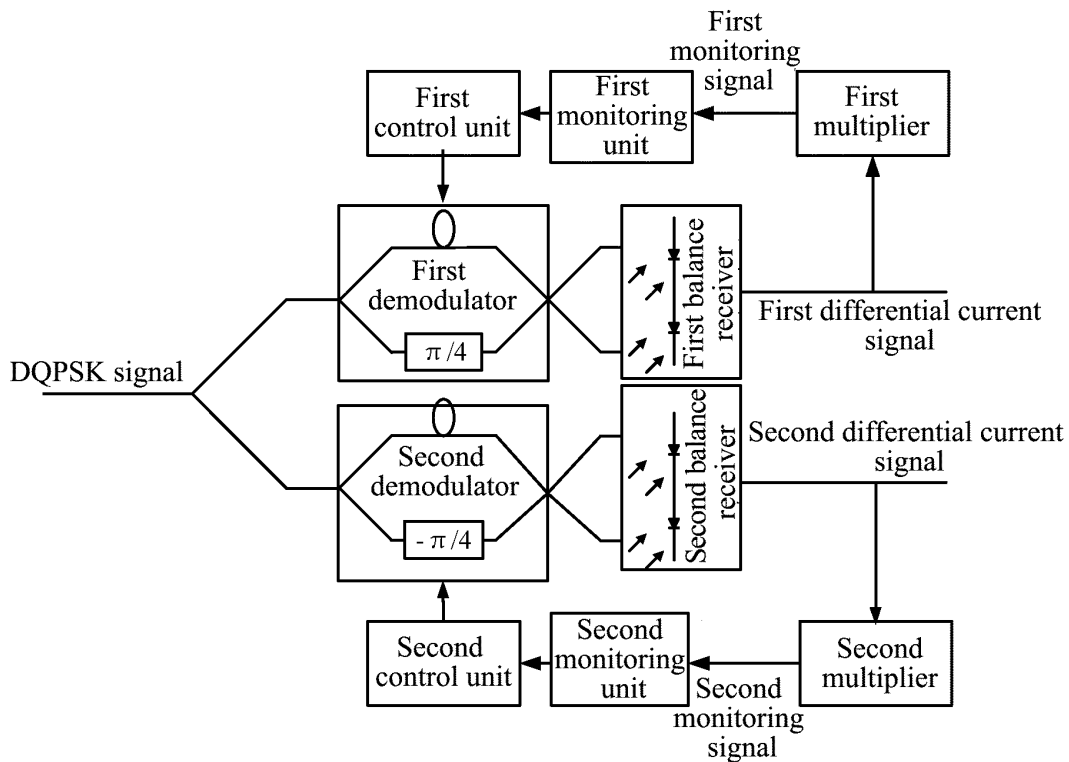 First
monitoring
signal
First
control unit
First
monitoring
unit
First
multiplier
First
demodulator
π/4
First balance
receiver
First differential current
signal
DQPSK signal
Second
demodulator
-π/4
Second balance
receiver
Second differential current
signal
Second
control unit
Second
monitoring
unit
Second
multiplier
Second
monitoring
signal